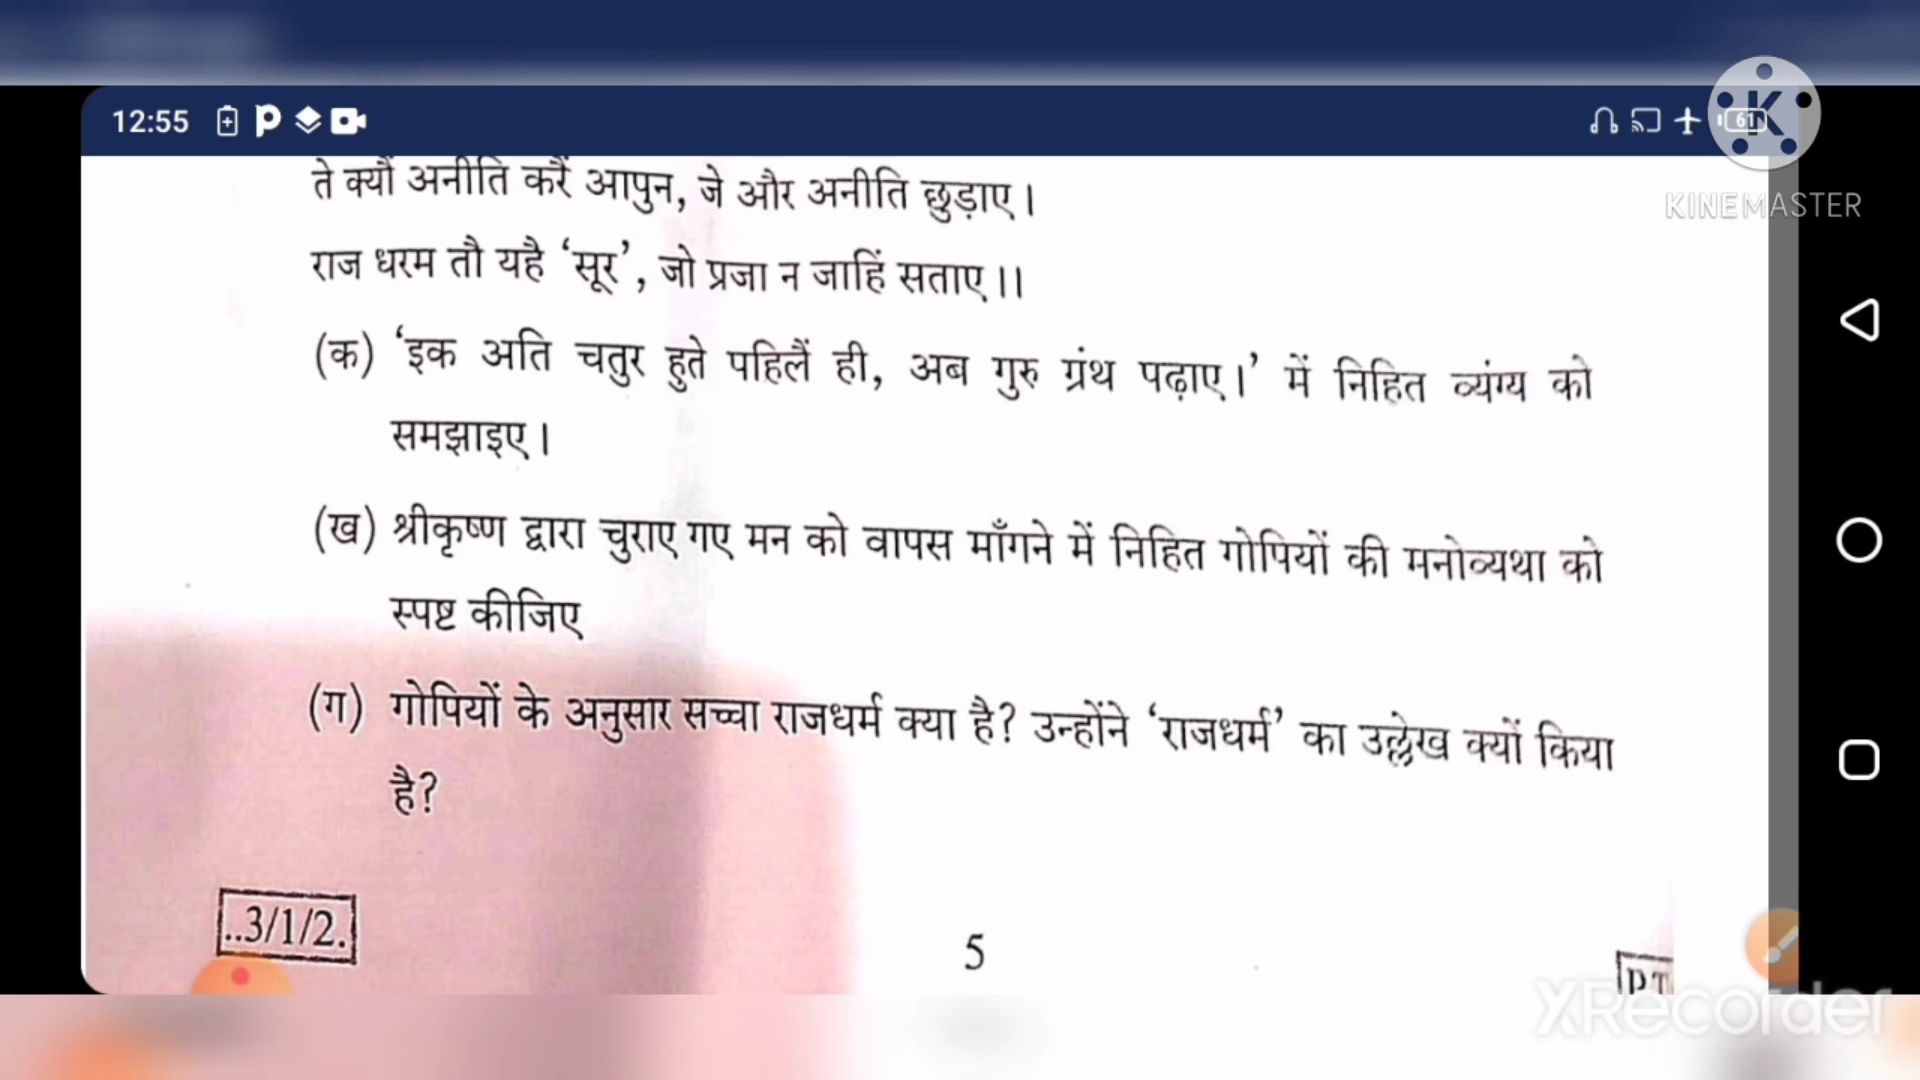 12:55
61
K
KINEMASTER
ते क्यौं अनीति करैं आपुन, जे और अनीति छुड़ाए।
राज धरम तौ यहै ‘सूर’, जो प्रजा न जाहिं सताए।।
(क) ‘इक अति चतुर हुते पहिलैं ही, अब गुरु ग्रंथ पढ़ाए।’ में निहित व्यंग्य को
समझाइए।
(ख) श्रीकृष्ण द्वारा चुराए गए मन को वापस माँगने में निहित गोपियों की मनोव्यथा को
स्पष्ट कीजिए
(ग) गोपियों के अनुसार सच्चा राजधर्म क्या है? उन्होंने ‘राजधर्म’ का उल्लेख क्यों किया
है?
..3/1/2.
5
P.T
XRecorder